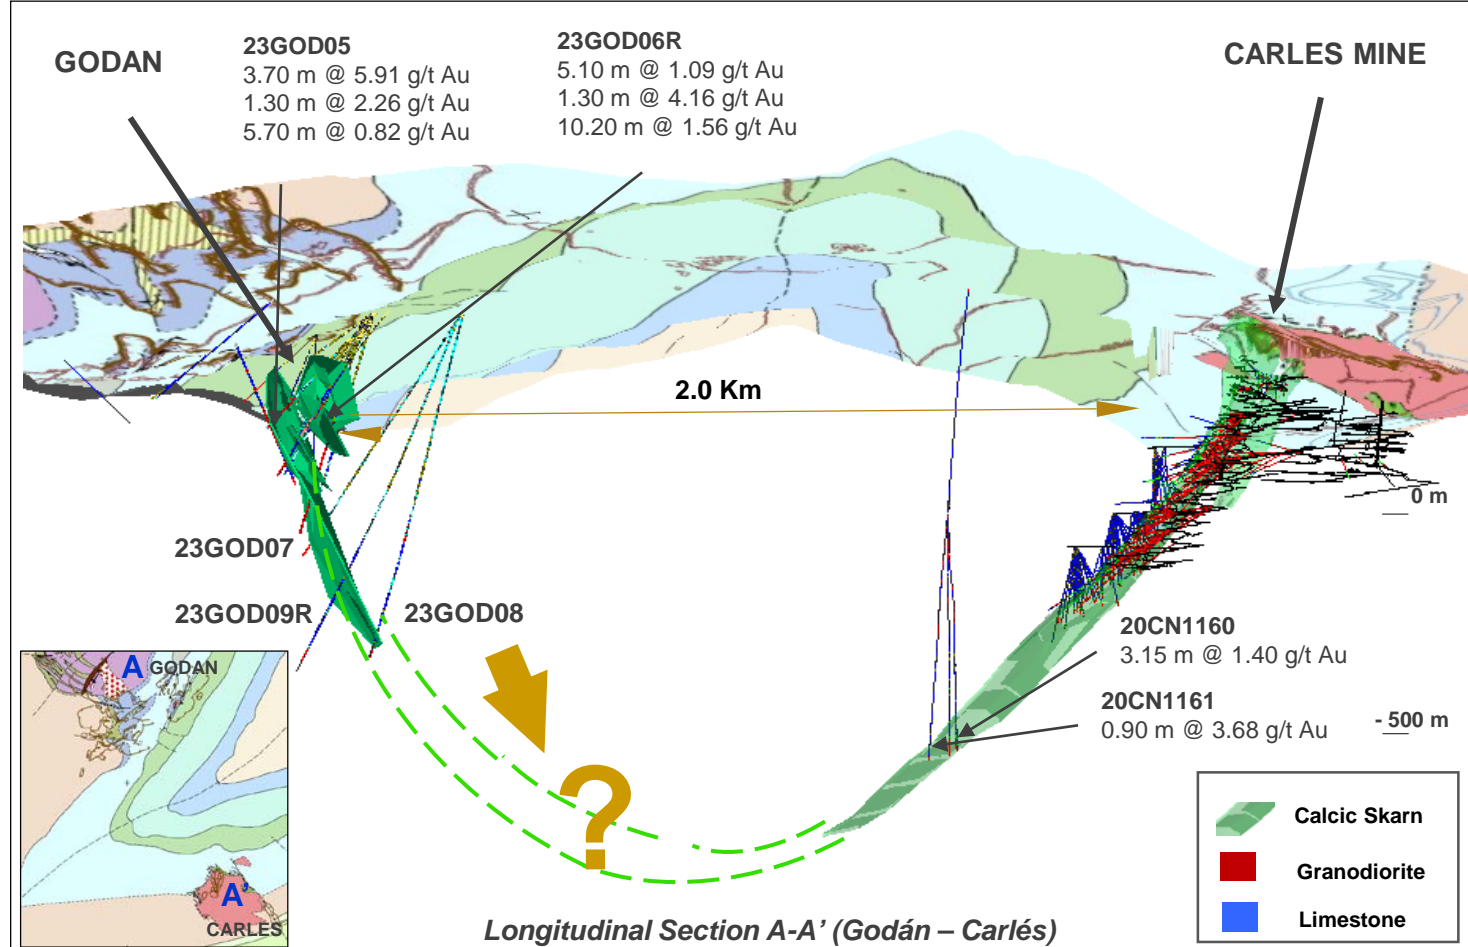 GODAN
23GOD05
3.70 m @ 5.91 g/t Au
1.30 m @ 2.26 g/t Au
5.70 m @ 0.82 g/t Au
23GOD06R
5.10 m @ 1.09 g/t Au
1.30 m @ 4.16 g/t Au
10.20 m @ 1.56 g/t Au
CARLES MINE
2.0 Km
0 m
23GOD07
23GOD09R
23GOD08
20CN1160
3.15 m @ 1.40 g/t Au
20CN1161
0.90 m @ 3.68 g/t Au
- 500 m
?
A GODAN
A'
CARLES
Calcic Skarn
Granodiorite
Limestone
Longitudinal Section A-A' (Godán – Carlés)